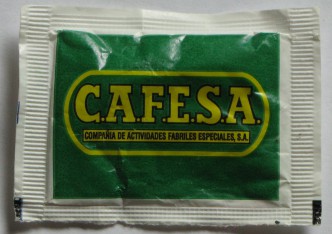 C.A.F.E.S.A.
COMPAÑIA DE ACTIVIDADES FABRILES ESPECIALES, S.A.